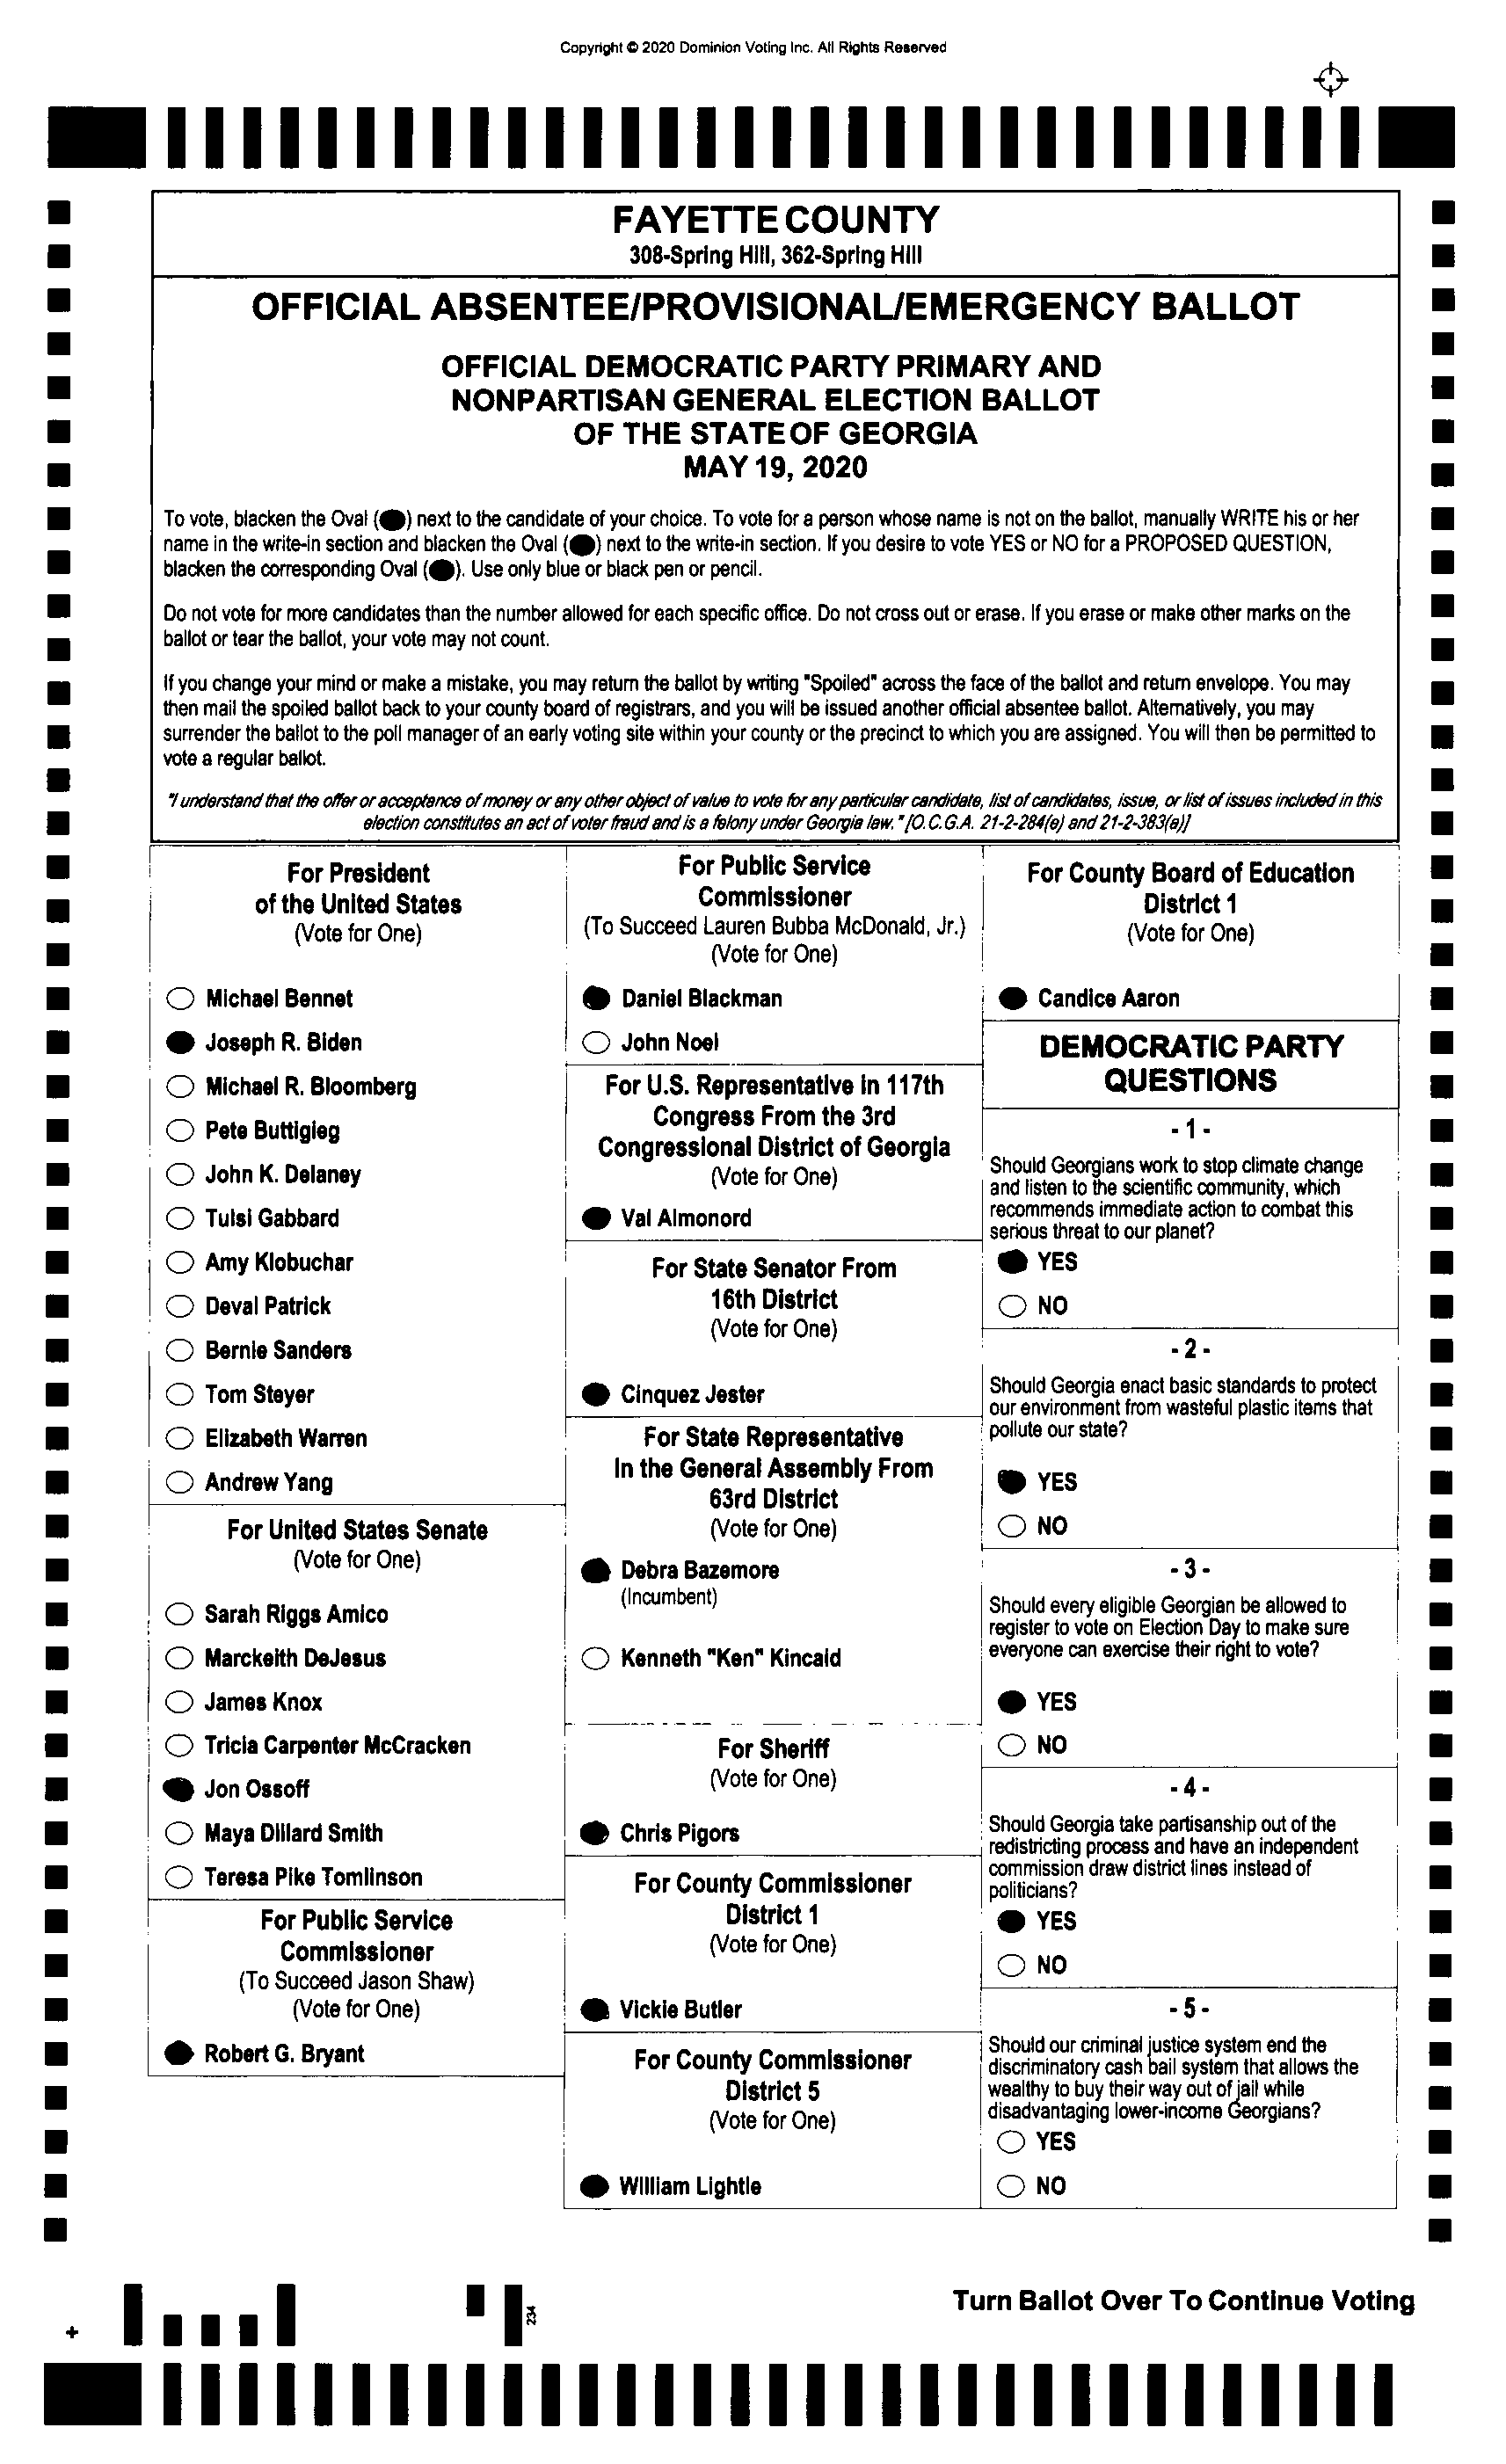 Copyright © 2020 Dominion Voting Inc. All Rights Reserved
FAYETTE COUNTY
308-Spring Hill, 362-Spring Hill
OFFICIAL ABSENTEE/PROVISIONAL/EMERGENCY BALLOT
OFFICIAL DEMOCRATIC PARTY PRIMARY AND
NONPARTISAN GENERAL ELECTION BALLOT
OF THE STATE OF GEORGIA
MAY 19, 2020
To vote, blacken the Oval ( ) next to the candidate of your choice. To vote for a person whose name is not on the ballot, manually WRITE his or her
name in the write-in section and blacken the Oval ( ) next to the write-in section. If you desire to vote YES or NO for a PROPOSED QUESTION,
blacken the corresponding Oval ( ). Use only blue or black pen or pencil.
Do not vote for more candidates than the number allowed for each specific office. Do not cross out or erase. If you erase or make other marks on the
ballot or tear the ballot, your vote may not count.
If you change your mind or make a mistake, you may return the ballot by writing "Spoiled" across the face of the ballot and return envelope. You may
then mail the spoiled ballot back to your county board of registrars, and you will be issued another official absentee ballot. Alternatively, you may
surrender the ballot to the poll manager of an early voting site within your county or the precinct to which you are assigned. You will then be permitted to
vote a regular ballot.
"I understand that the offer or acceptance of money or any other object of value to vote for any particular candidate, list of candidates, issue, or list of issues included in this
election constitutes an act of voter fraud and is a felony under Georgia law." [O.C.G.A. 21-2-284(e) and 21-2-383(a)]
For President
of the United States
(Vote for One)
Michael Bennet
Joseph R. Biden
Michael R. Bloomberg
Pete Buttigieg
John K. Delaney
Tulsi Gabbard
Amy Klobuchar
Deval Patrick
Bernie Sanders
Tom Steyer
Elizabeth Warren
Andrew Yang
For United States Senate
(Vote for One)
Sarah Riggs Amico
Marckeith DeJesus
James Knox
Tricia Carpenter McCracken
Jon Ossoff
Maya Dillard Smith
Teresa Pike Tomlinson
For Public Service
Commissioner
(To Succeed Jason Shaw)
(Vote for One)
Robert G. Bryant
For Public Service
Commissioner
(To Succeed Lauren Bubba McDonald, Jr.)
(Vote for One)
Daniel Blackman
John Noel
For U.S. Representative in 117th
Congress From the 3rd
Congressional District of Georgia
(Vote for One)
Val Almonord
For State Senator From
16th District
(Vote for One)
Cinquez Jester
For State Representative
In the General Assembly From
63rd District
(Vote for One)
Debra Bazemore
(Incumbent)
Kenneth "Ken" Kincaid
For Sheriff
(Vote for One)
Chris Pigors
For County Commissioner
District 1
(Vote for One)
Vickie Butler
For County Commissioner
District 5
(Vote for One)
William Lightle
For County Board of Education
District 1
(Vote for One)
Candice Aaron
DEMOCRATIC PARTY
QUESTIONS
- 1 -
Should Georgians work to stop climate change
and listen to the scientific community, which
recommends immediate action to combat this
serious threat to our planet?
YES
NO
- 2 -
Should Georgia enact basic standards to protect
our environment from wasteful plastic items that
pollute our state?
YES
NO
- 3 -
Should every eligible Georgian be allowed to
register to vote on Election Day to make sure
everyone can exercise their right to vote?
YES
NO
- 4 -
Should Georgia take partisanship out of the
redistricting process and have an independent
commission draw district lines instead of
politicians?
YES
NO
- 5 -
Should our criminal justice system end the
discriminatory cash bail system that allows the
wealthy to buy their way out of jail while
disadvantaging lower-income Georgians?
YES
NO
Turn Ballot Over To Continue Voting
234